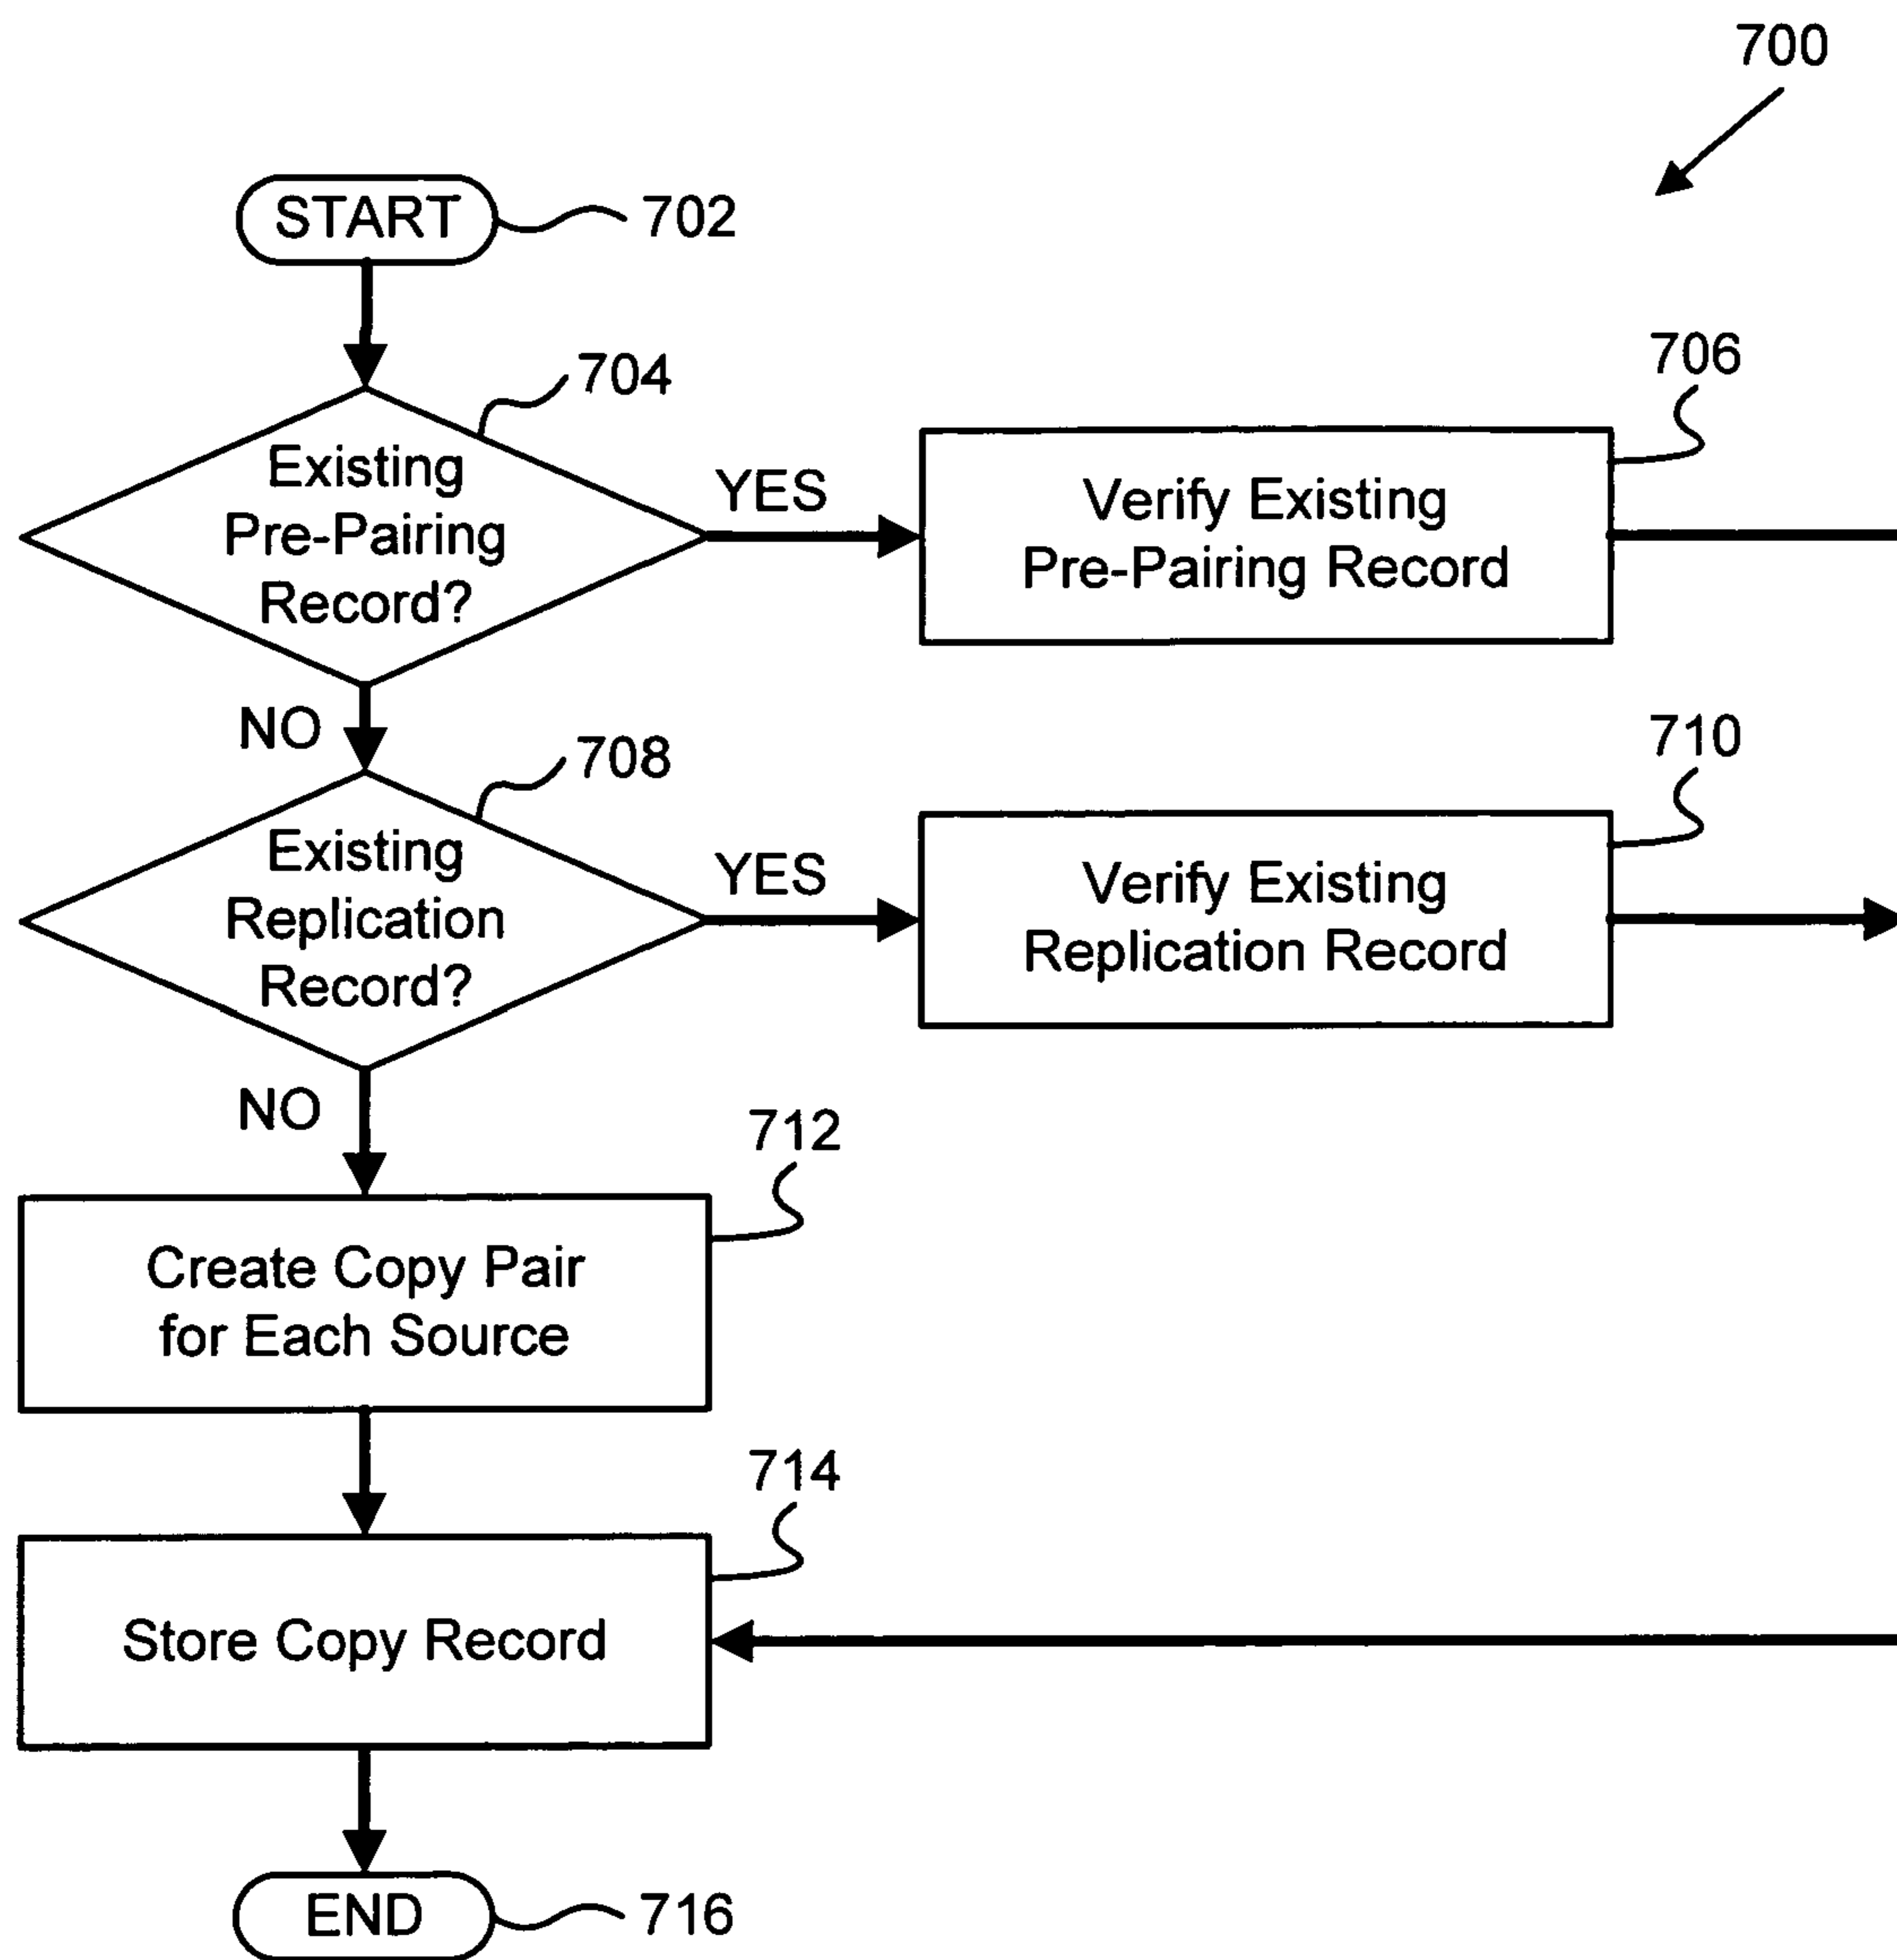 700
START
702
704
Existing
Pre-Pairing
Record?
YES
706
Verify Existing
Pre-Pairing Record
NO
708
Existing
Replication
Record?
YES
710
Verify Existing
Replication Record
NO
712
Create Copy Pair
for Each Source
714
Store Copy Record
END
716